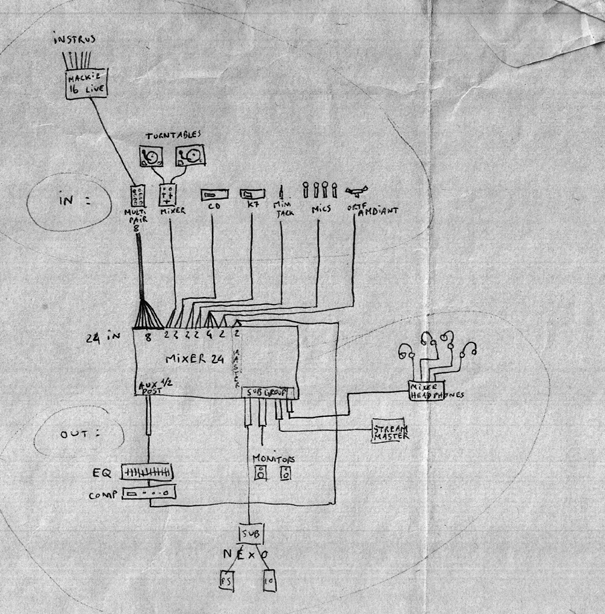 INSTRUS
MACKIE
16 LIVE
TURNTABLES
IN :
MULTI
PAIR
8
MIXER
CD
K7
MINI
JACK
MICS
ORTF
AMBIANT
24 IN
8 2 2 2 2 4 2 2
MIXER 24
MASTER
AUX 1/2
POST
SUB GROUP
MIXER
HEADPHONES
OUT :
STREAM
MASTER
MONITORS
EQ
COMP
SUB
NEXO
PS
10